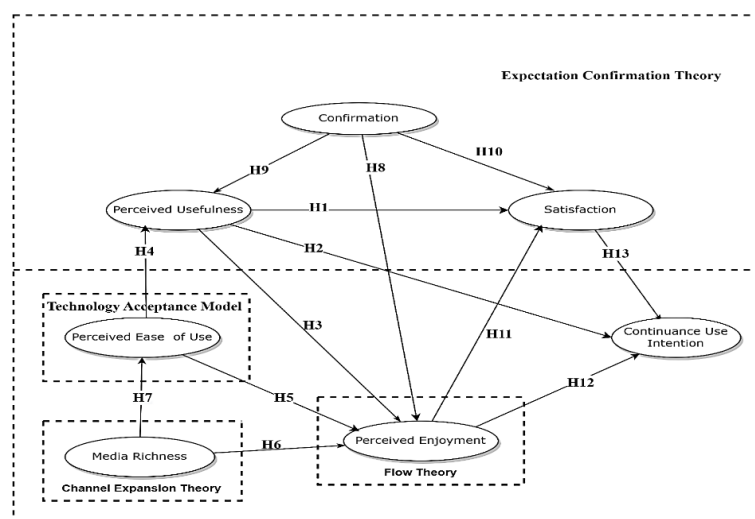 Expectation Confirmation Theory
Confirmation
H9
H8
H10
Perceived Usefulness
H1
Satisfaction
H4
H2
H13
Technology Acceptance Model
Perceived Ease of Use
H3
H11
Continuance Use
Intention
H7
H5
H12
Media Richness
H6
Perceived Enjoyment
Channel Expansion Theory
Flow Theory